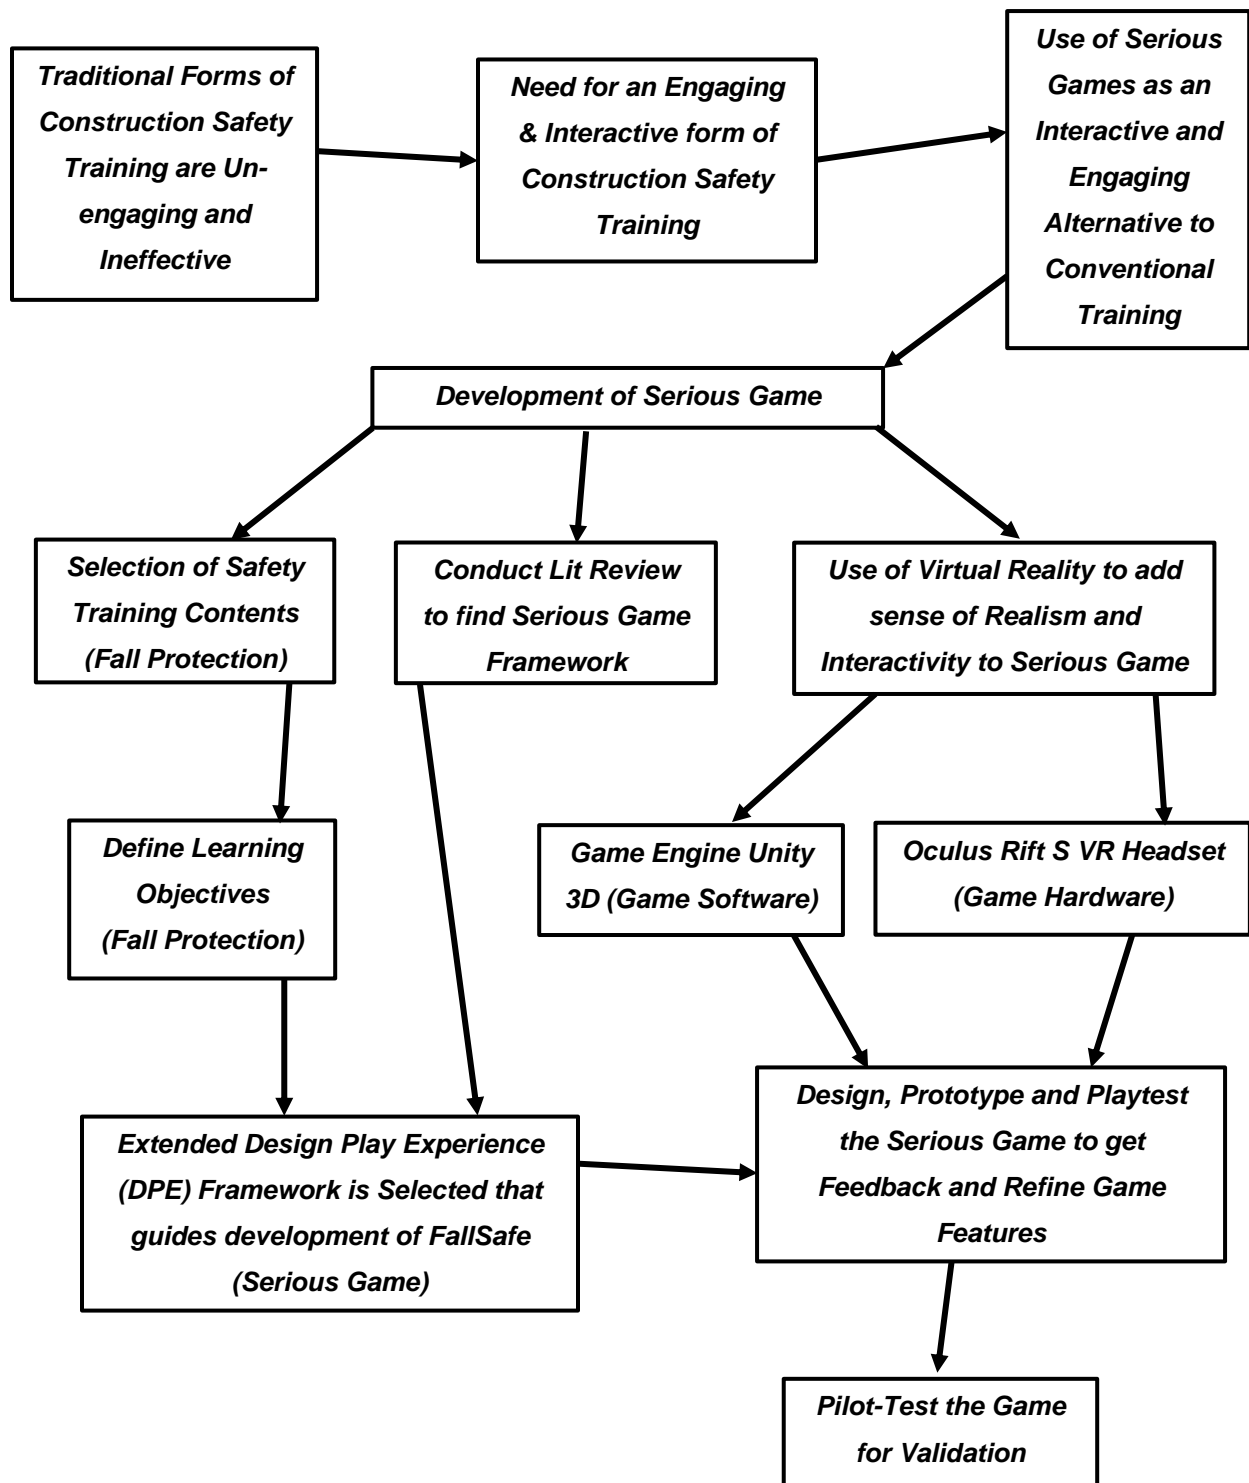 Traditional Forms of
Construction Safety
Training are Un-
engaging and
Ineffective
Need for an Engaging
& Interactive form of
Construction Safety
Training
Use of Serious
Games as an
Interactive and
Engaging
Alternative to
Conventional
Training
Development of Serious Game
Selection of Safety
Training Contents
(Fall Protection)
Conduct Lit Review
to find Serious Game
Framework
Use of Virtual Reality to add
sense of Realism and
Interactivity to Serious Game
Define Learning
Objectives
(Fall Protection)
Game Engine Unity
3D (Game Software)
Oculus Rift S VR Headset
(Game Hardware)
Extended Design Play Experience
(DPE) Framework is Selected that
guides development of FallSafe
(Serious Game)
Design, Prototype and Playtest
the Serious Game to get
Feedback and Refine Game
Features
Pilot-Test the Game
for Validation